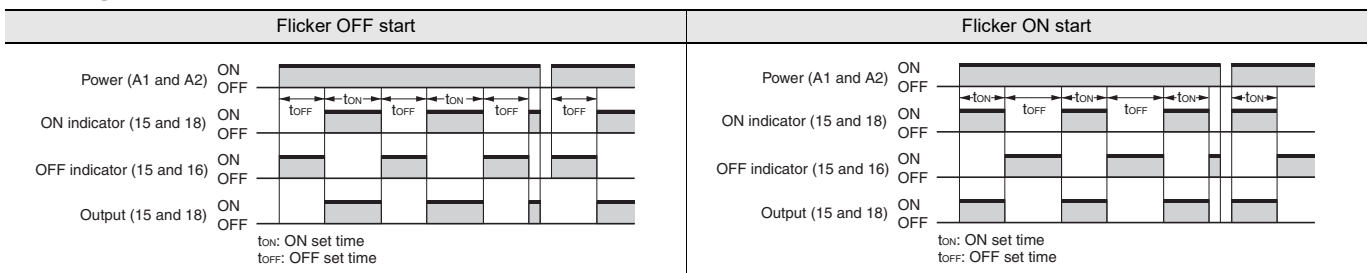 Flicker OFF start
Power (A1 and A2) ON
OFF
tOFF tON tOFF tON tOFF tOFF
ON indicator (15 and 18) ON
OFF
OFF indicator (15 and 16) ON
OFF
Output (15 and 18) ON
OFF
tON: ON set time
tOFF: OFF set time
Flicker ON start
Power (A1 and A2) ON
OFF
tON tOFF tON tOFF tON tON
ON indicator (15 and 18) ON
OFF
OFF indicator (15 and 16) ON
OFF
Output (15 and 18) ON
OFF
tON: ON set time
tOFF: OFF set time